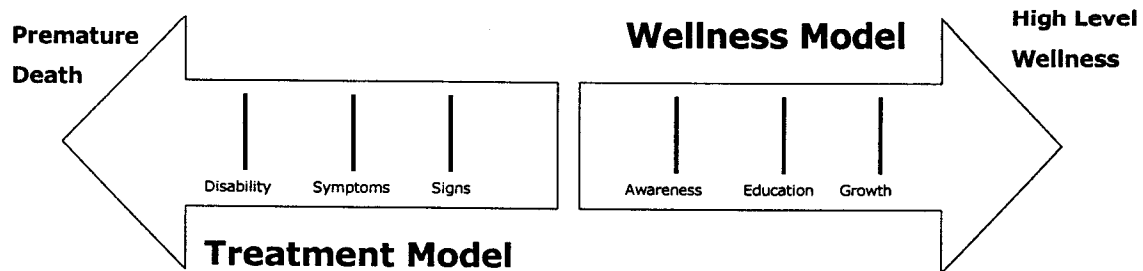 Premature
Death
Wellness Model
High Level
Wellness
Disability Symptoms Signs
Awareness Education Growth
Treatment Model